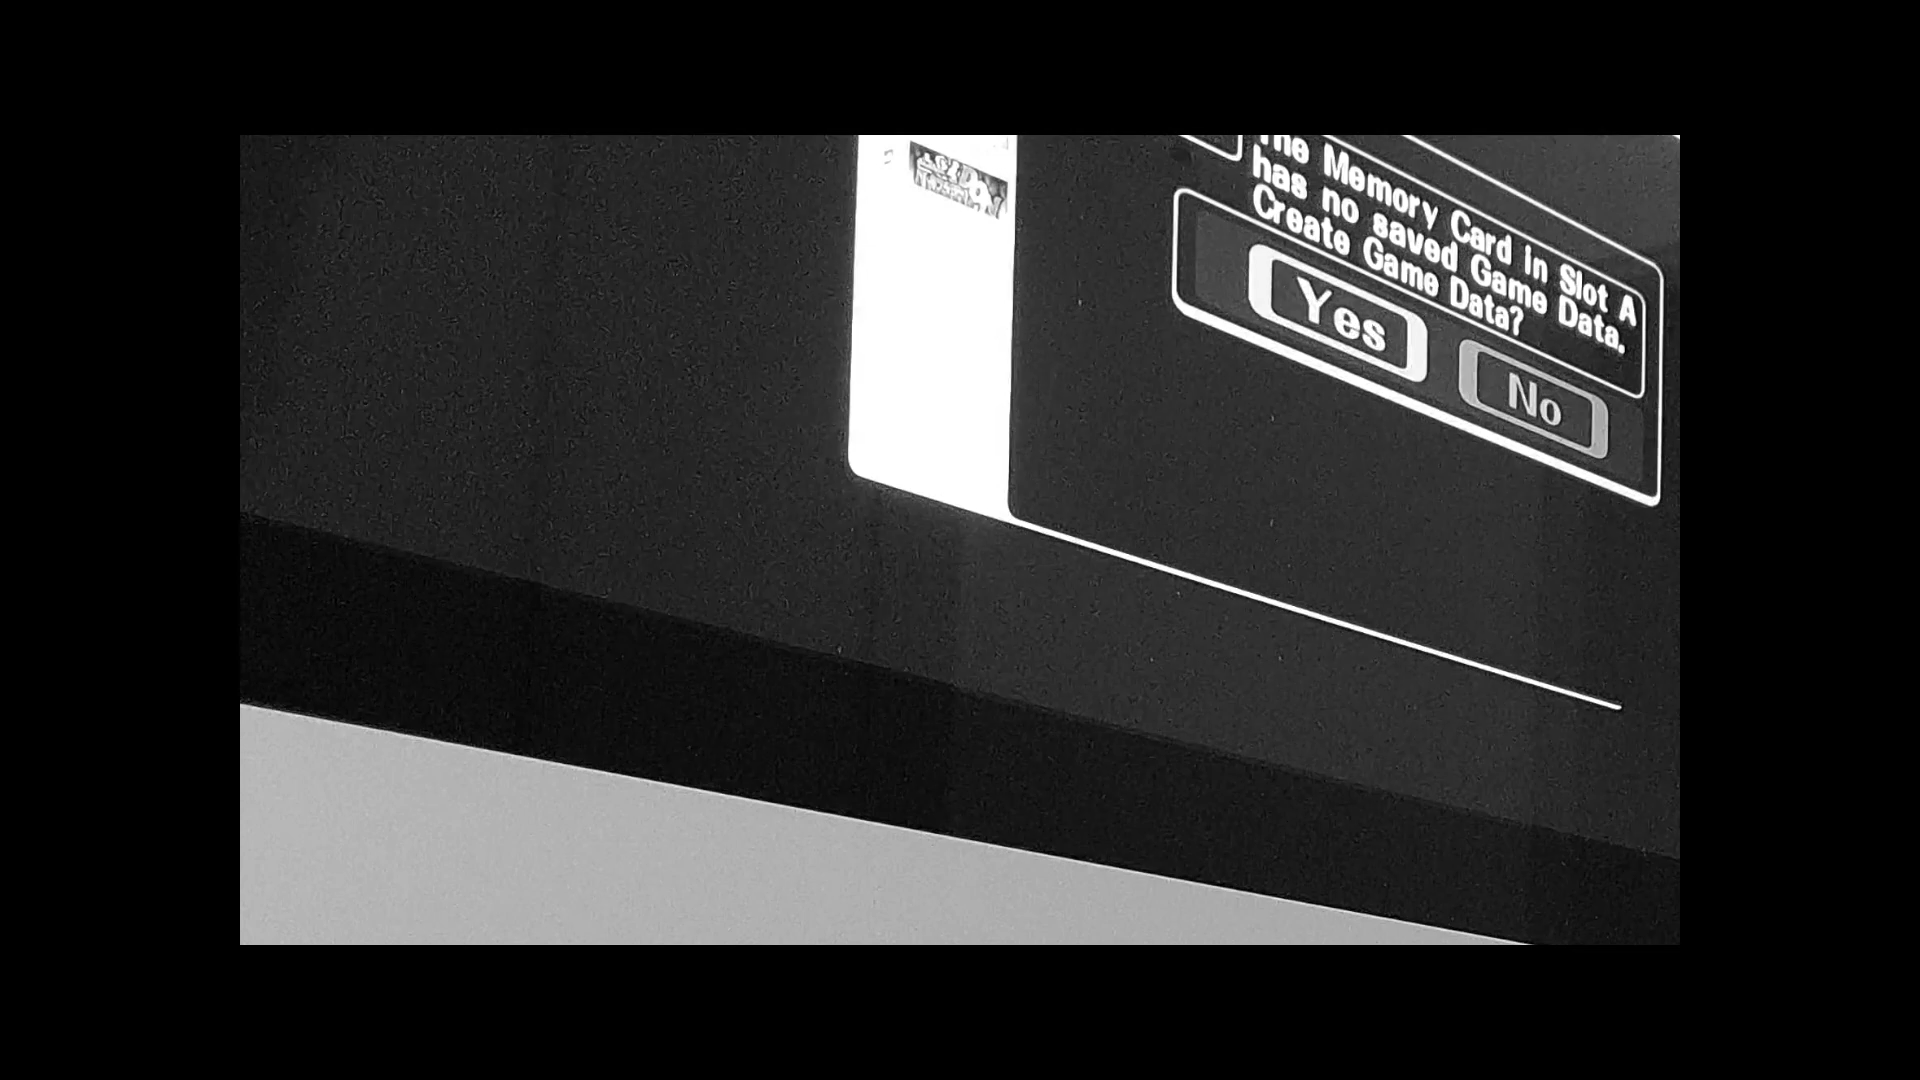 The Memory Card in Slot A
has no saved Game Data.
Create Game Data?
Yes
No